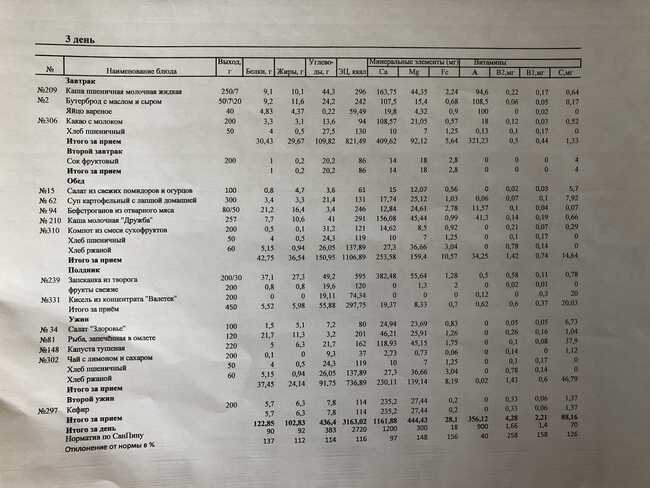 3 день
№ Наименование блюда Выход, г Белки, г Жиры, г Углево-ды, г ЭЦ, ккал Минеральные элементы (мг) Витамины
Ca Mg Fe A B2,мг B1,мг C,мг
Завтрак
№209 Каша пшеничная молочная жидкая 250/7 9,1 10,1 44,3 296 163,75 44,35 2,24 94,6 0,22 0,17 0,64
№2 Бутерброд с маслом и сыром 50/7/20 9,2 11,6 24,2 242 107,5 15,4 0,68 108,5 0,06 0,05 0,17
Яйцо вареное 40 4,83 4,37 0,22 59,49 19,8 4,32 0,9 100 0,02 0 0
№306 Какао с молоком 200 3,3 3,1 13,6 94 108,57 21,05 0,57 18 0,12 0,03 0,52
Хлеб пшеничный 50 4 0,5 27,5 130 10 7 1,25 0,13 0,1 0,17 0
Итого за прием 30,43 29,67 109,82 821,49 409,62 92,12 5,64 321,23 0,5 0,44 1,33
Второй завтрак
Сок фруктовый 200 1 0,2 20,2 86 14 18 2,8 0 0 0 4
Итого за прием 1 0,2 20,2 86 14 18 2,8 0 0 0 4
Обед
№15 Салат из свежих помидоров и огурцов 100 0,8 4,7 3,6 61 15 12,07 0,56 0 0,02 0,03 5,7
№ 62 Суп картофельный с лапшой домашней 300 3,4 3,3 21,4 131 17,74 25,12 1,03 0,06 0,07 0,1 7,92
№ 94 Бефстроганов из отварного мяса 80/50 21,2 16,4 3,4 246 12,84 24,61 2,78 11,57 0,1 0,04 0,07
№ 210 Каша молочная "Дружба" 257 7,7 10,6 41 291 156,08 45,44 0,99 41,3 0,14 0,19 0,66
№310 Компот из смеси сухофруктов 200 0,5 0,1 31,2 121 14,62 8,5 0,92 0 0,21 0,07 0,29
Хлеб пшеничный 50 4 0,5 24,3 119 10 7 1,25 0 0,1 0,17 0
Хлеб ржаной 60 5,15 0,94 26,05 137,89 27,3 36,66 3,04 0 0,78 0,14 0
Итого за прием 42,75 36,54 150,95 1106,89 253,58 159,4 10,57 34,25 1,42 0,74 14,64
Полдник
№239 Запеканка из творога 200/30 37,1 27,3 49,2 595 382,48 55,64 1,28 0,5 0,58 0,11 0,78
фрукты свежие 200 0,8 0,8 19,6 120 0 1,3 2 0 0,02 0,01 0
№331 Кисель из концентрата "Валетек" 200 0 0 19,11 74,34 0 0 0 0,12 0 0,3 20
Итого за приём 450 5,52 5,98 55,88 297,75 19,37 8,33 0,7 0,62 0,6 0,37 20,03
Ужин
№ 34 Салат "Здоровье" 100 1,5 5,1 7,2 80 24,94 23,69 0,83 0 0,05 0,05 6,73
№81 Рыба, запечённая в омлете 120 21,7 11,3 3,2 201 46,21 25,91 1,26 0 0,26 0,16 1,04
№148 Капуста тушеная 220 5 6,3 21,7 162 118,93 45,15 1,75 0 0,1 0,08 37,9
№302 Чай с лимоном и сахаром 200 0,1 0 9,3 37 2,73 0,73 0,06 0 0,14 0 1,12
Хлеб пшеничный 50 4 0,5 24,3 119 10 7 1,25 0 0,1 0,17 0
Хлеб ржаной 60 5,15 0,94 26,05 137,89 27,3 36,66 3,04 0 0,78 0,14 0
Итого за прием 37,45 24,14 91,75 736,89 230,11 139,14 8,19 0,02 1,43 0,6 46,79
Второй ужин
№297 Кефир 200 5,7 6,3 7,8 114 235,2 27,44 0,2 0 0,33 0,06 1,37
Итого за прием 5,7 6,3 7,8 114 235,2 27,44 0,2 0 0,33 0,06 1,37
Итого за день 122,85 102,83 436,4 3163,02 1161,88 444,43 28,1 356,12 4,28 2,21 88,16
Норматив по СанПину 90 92 383 2720 1200 300 18 900 1,66 1,4 70
Отклонение от нормы в % 137 112 114 116 97 148 156 40 258 158 126